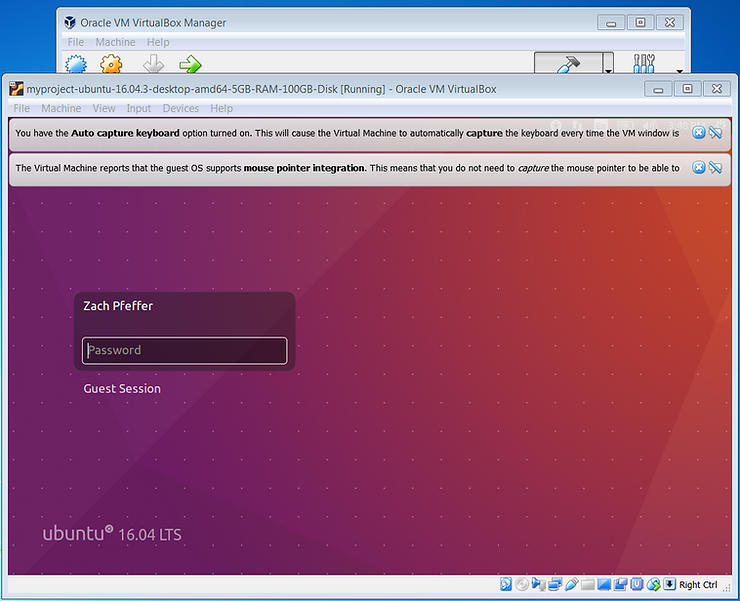 Oracle VM VirtualBox Manager
File Machine Help
myproject-ubuntu-16.04.3-desktop-amd64-5GB-RAM-100GB-Disk [Running] - Oracle VM VirtualBox
File Machine View Input Devices Help
You have the Auto capture keyboard option turned on. This will cause the Virtual Machine to automatically capture the keyboard every time the VM window is
The Virtual Machine reports that the guest OS supports mouse pointer integration. This means that you do not need to capture the mouse pointer to be able to
Zach Pfeffer
Password
Guest Session
ubuntu 16.04 LTS
Right Ctrl